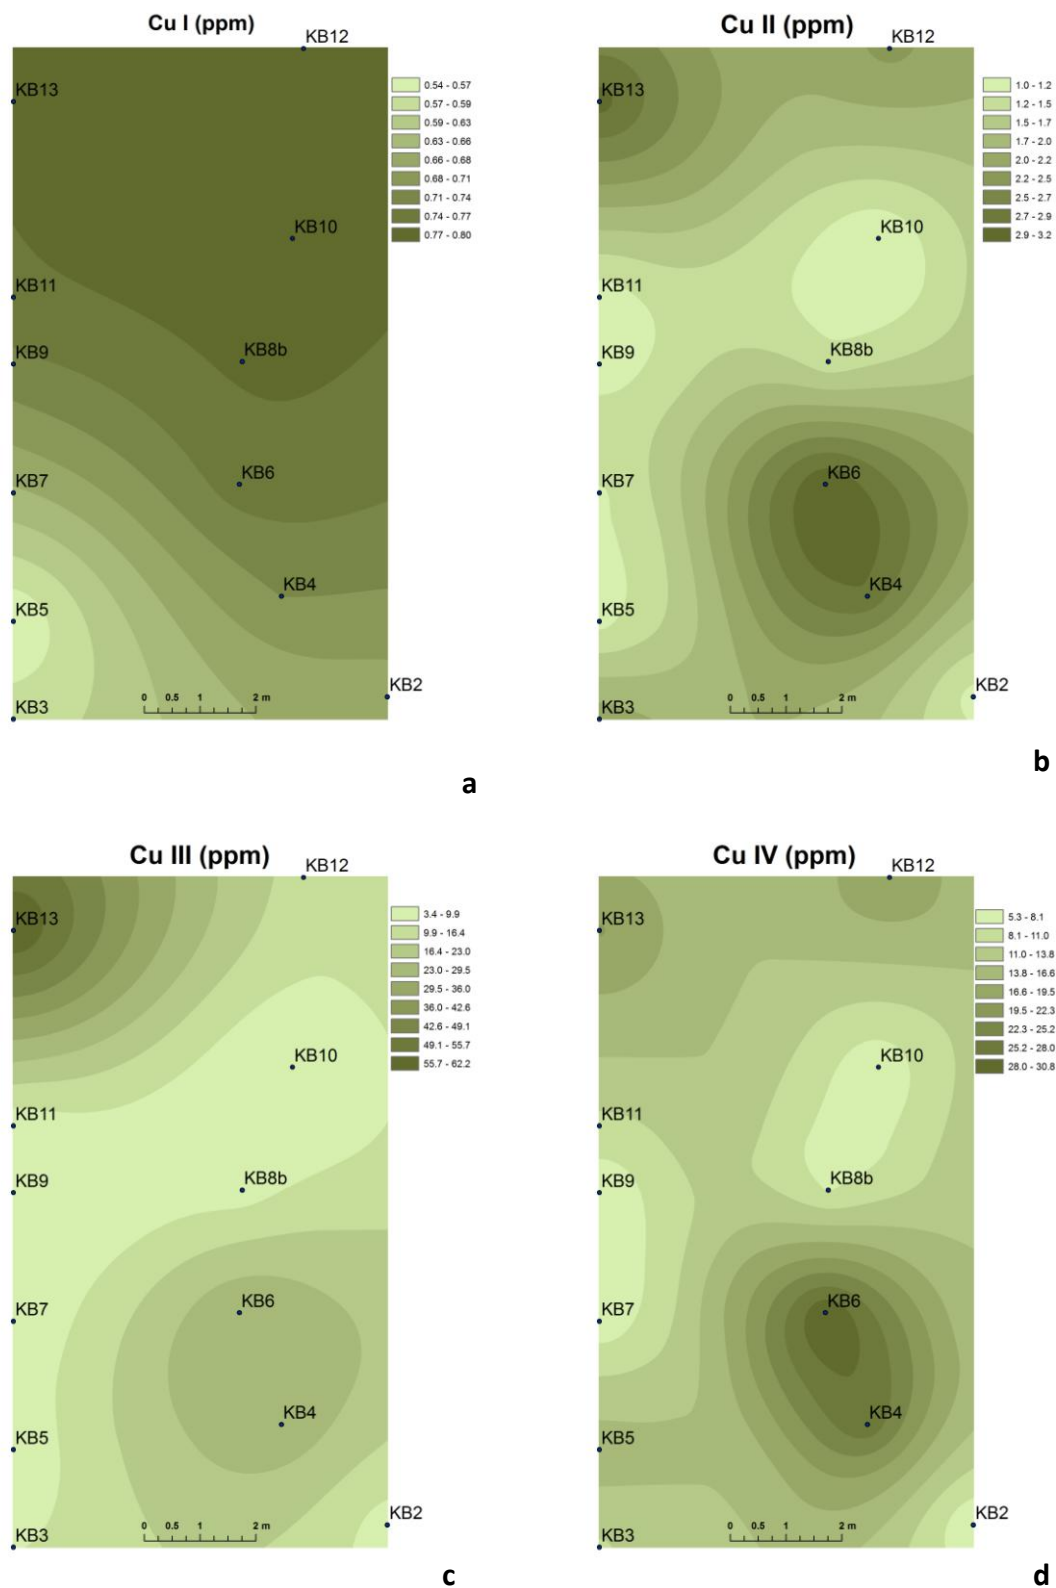 Cu I (ppm)
KB12
KB13
KB10
KB11
KB9
KB8b
KB7
KB6
KB5
KB4
KB3
KB2
0 0.5 1 2 m
0.54 - 0.57
0.57 - 0.59
0.59 - 0.63
0.63 - 0.66
0.66 - 0.68
0.68 - 0.71
0.71 - 0.74
0.74 - 0.77
0.77 - 0.80
a
Cu II (ppm)
KB12
KB13
KB10
KB11
KB9
KB8b
KB7
KB6
KB5
KB4
KB3
KB2
0 0.5 1 2 m
1.0 - 1.2
1.2 - 1.5
1.5 - 1.7
1.7 - 2.0
2.0 - 2.2
2.2 - 2.5
2.5 - 2.7
2.7 - 2.9
2.9 - 3.2
b
Cu III (ppm)
KB12
KB13
KB10
KB11
KB9
KB8b
KB7
KB6
KB5
KB4
KB3
KB2
0 0.5 1 2 m
3.4 - 9.9
9.9 - 16.4
16.4 - 23.0
23.0 - 29.5
29.5 - 36.0
36.0 - 42.6
42.6 - 49.1
49.1 - 55.7
55.7 - 62.2
c
Cu IV (ppm)
KB12
KB13
KB10
KB11
KB9
KB8b
KB7
KB6
KB5
KB4
KB3
KB2
0 0.5 1 2 m
5.3 - 8.1
8.1 - 11.0
11.0 - 13.8
13.8 - 16.6
16.6 - 19.5
19.5 - 22.3
22.3 - 25.2
25.2 - 28.0
28.0 - 30.8
d